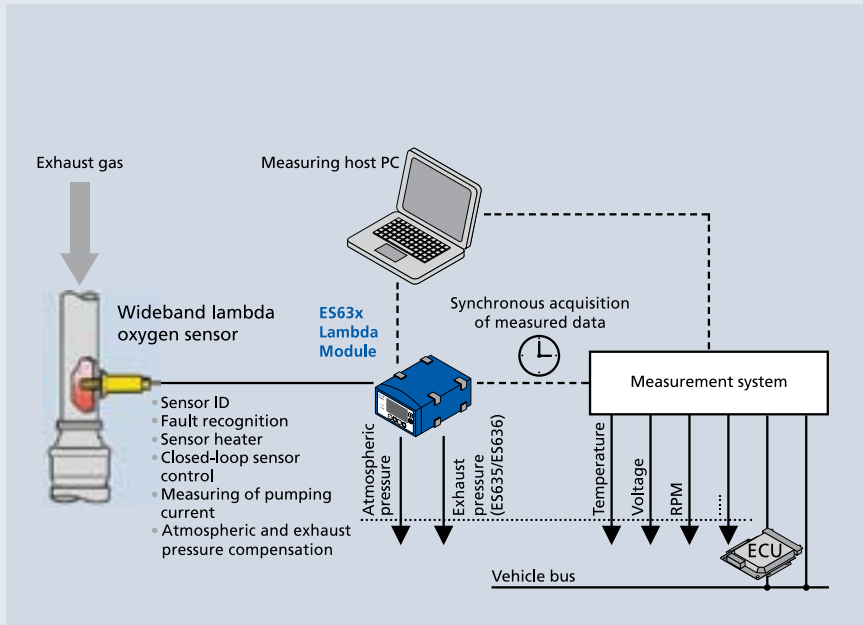 Exhaust gas
Measuring host PC
Wideband lambda
oxygen sensor
ES63x
Lambda
Module
Synchronous acquisition
of measured data
Measurement system
Sensor ID
Fault recognition
Sensor heater
Closed-loop sensor
control
Measuring of pumping
current
Atmospheric and exhaust
pressure compensation
Atmospheric
pressure
Exhaust
pressure
(ES635/ES636)
Temperature
Voltage
RPM
......
ECU
Vehicle bus